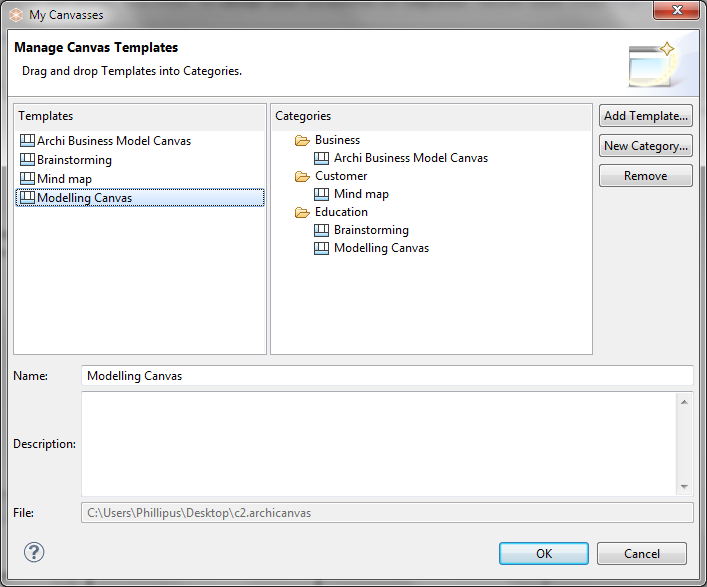 My Canvasses
Manage Canvas Templates
Drag and drop Templates into Categories.
Templates
Archi Business Model Canvas
Brainstorming
Mind map
Modelling Canvas
Categories
Business
Archi Business Model Canvas
Customer
Mind map
Education
Brainstorming
Modelling Canvas
Add Template...
New Category...
Remove
Name: Modelling Canvas
Description:
File: C:\Users\Phillipus\Desktop\c2.archicanvas
?
OK Cancel